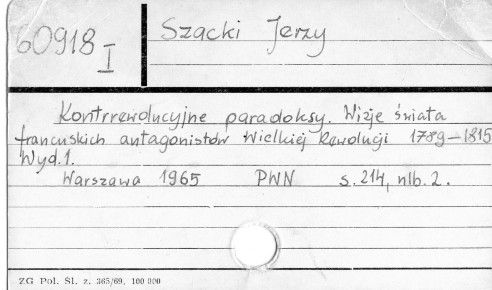 60918 I
Szacki Jerzy
Kontrrewolucyjne paradoksy. Wizje świata
francuskich antagonistów Wielkiej Rewolucji 1789-1815
Wyd. 1.
Warszawa 1965 PWN s. 214, nlb. 2.
ZG Pol. Śl. z. 365/69. 100 000